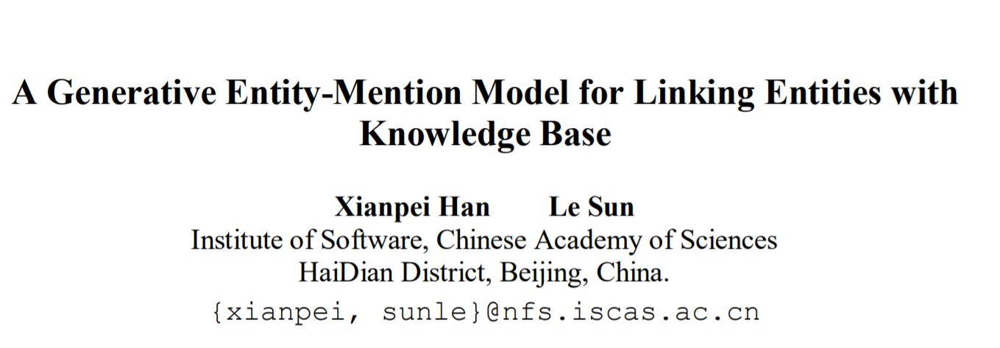 A Generative Entity-Mention Model for Linking Entities with
Knowledge Base
Xianpei Han Le Sun
Institute of Software, Chinese Academy of Sciences
HaiDian District, Beijing, China.
{xianpei, sunle}@nfs.iscas.ac.cn